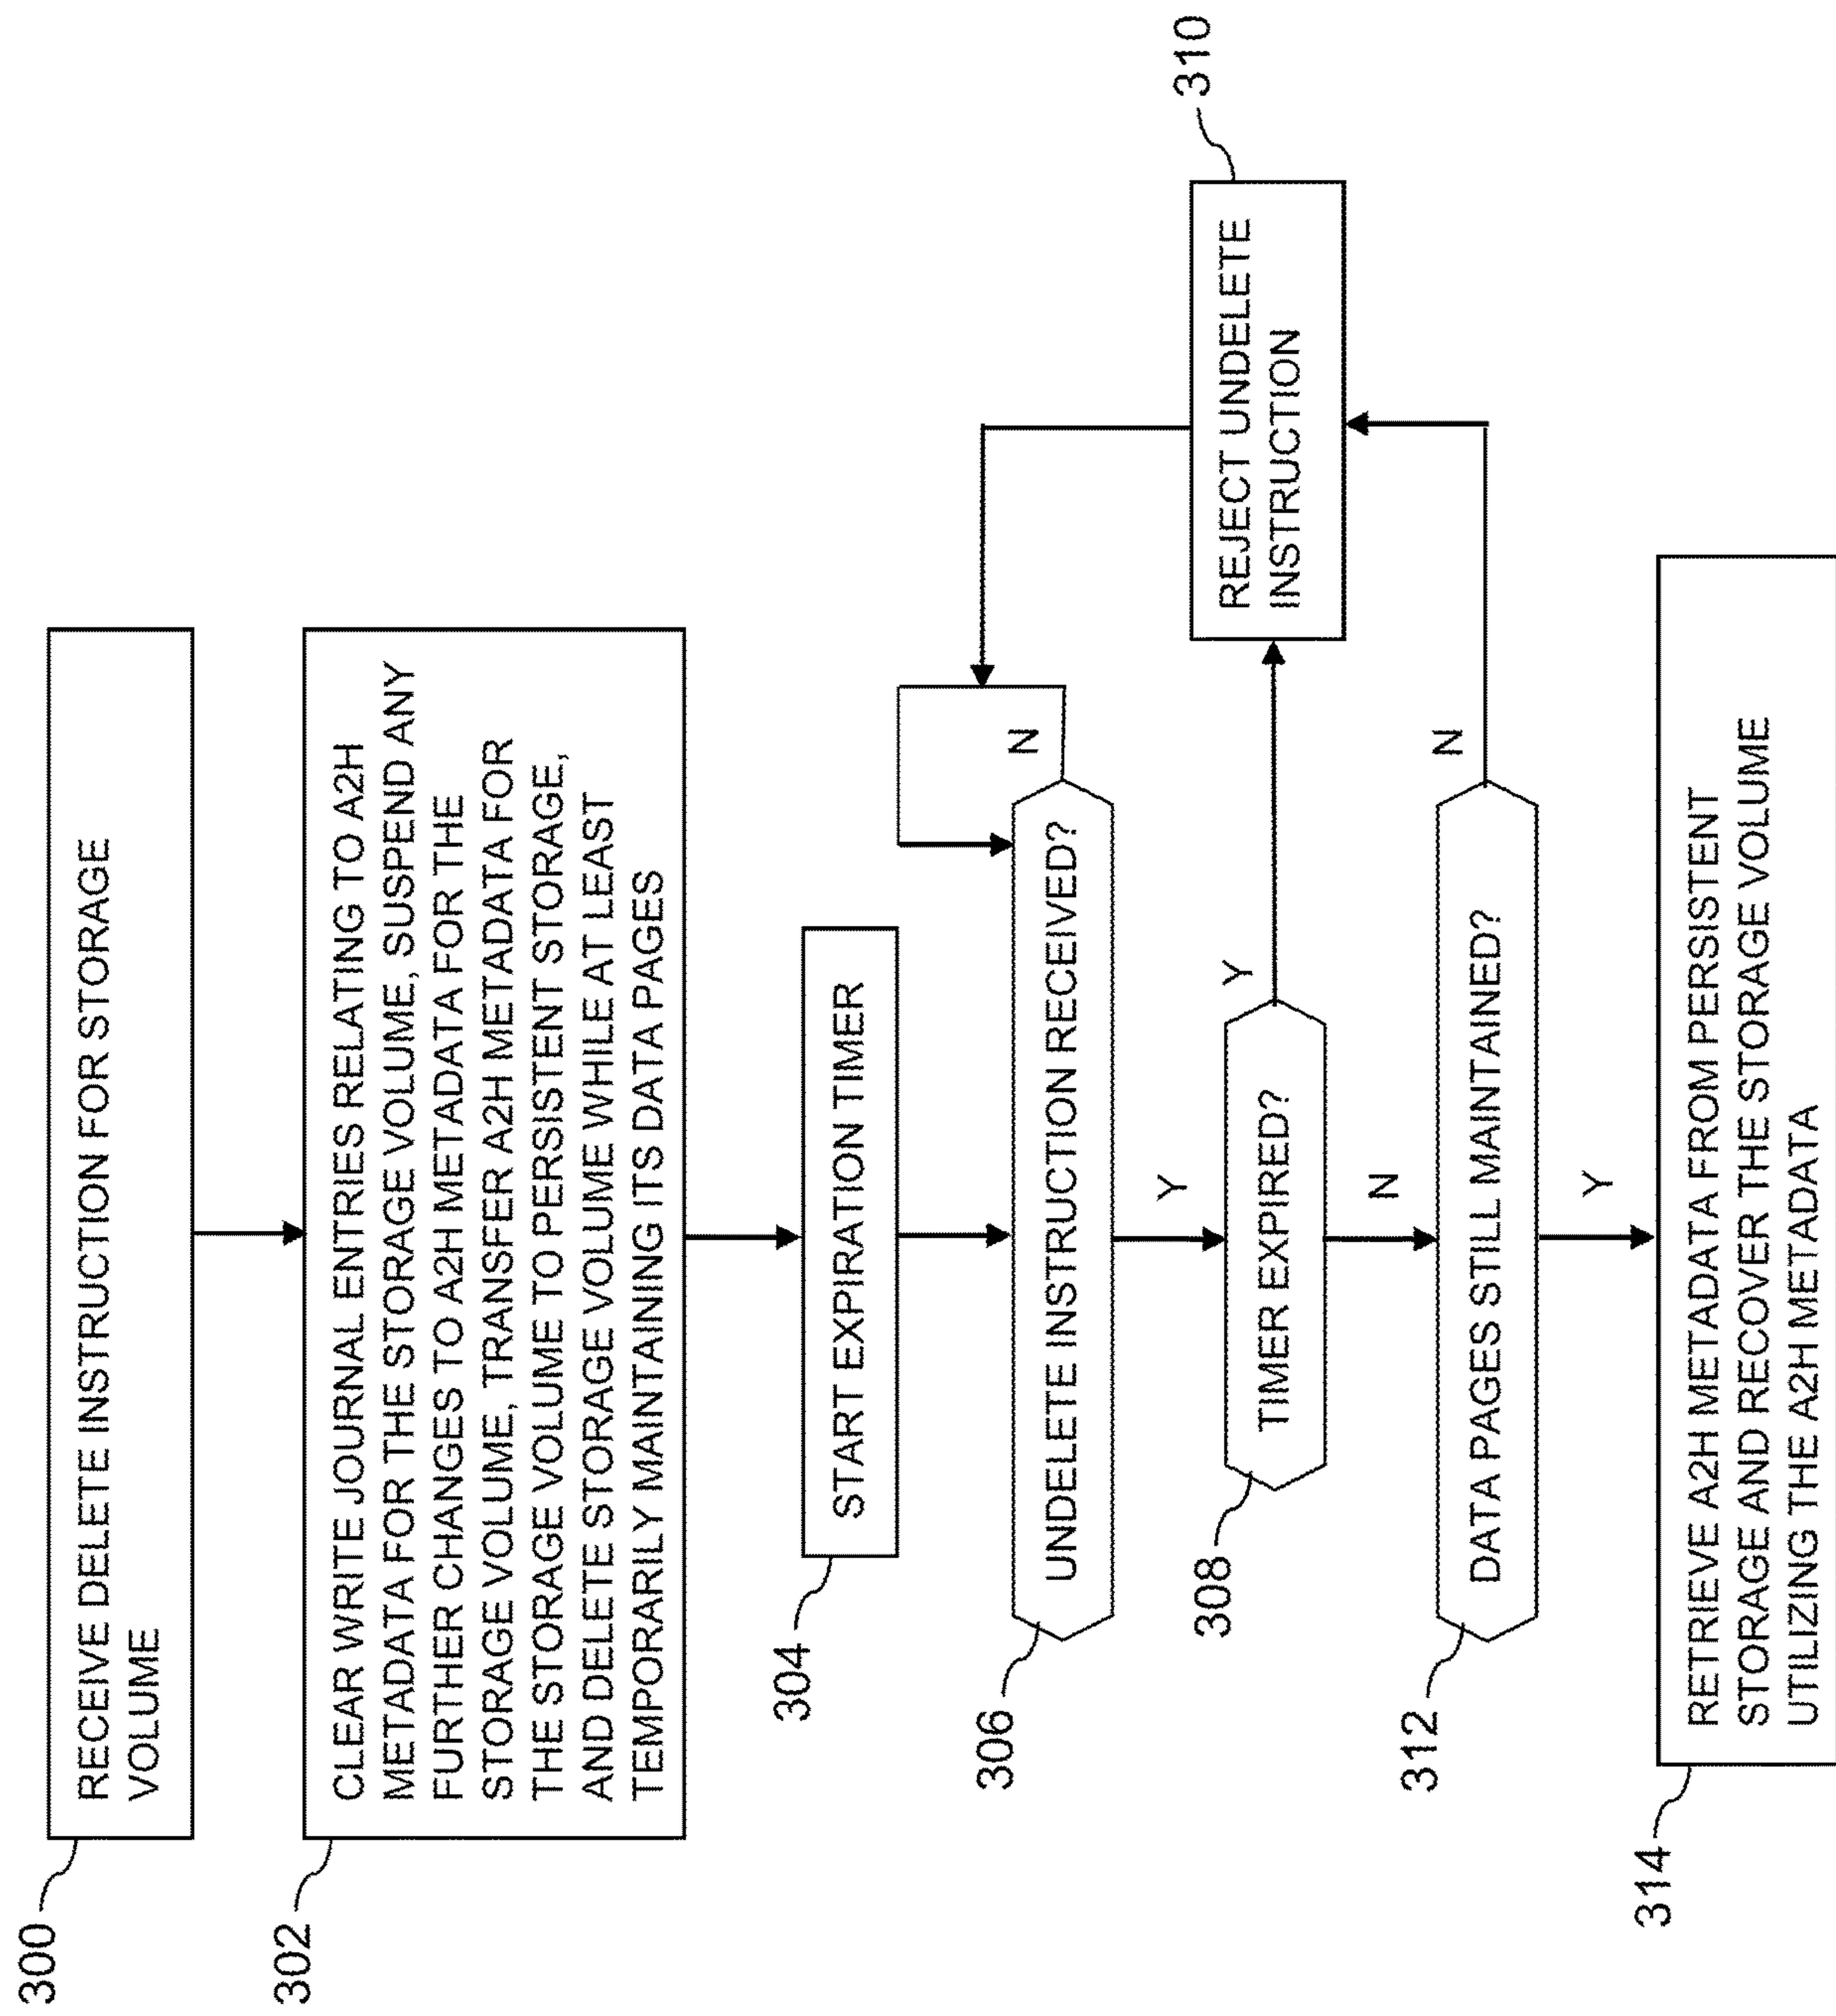 300
RECEIVE DELETE INSTRUCTION FOR STORAGE
VOLUME
302
CLEAR WRITE JOURNAL ENTRIES RELATING TO A2H
METADATA FOR THE STORAGE VOLUME, SUSPEND ANY
FURTHER CHANGES TO A2H METADATA FOR THE
STORAGE VOLUME, TRANSFER A2H METADATA FOR
THE STORAGE VOLUME TO PERSISTENT STORAGE,
AND DELETE STORAGE VOLUME WHILE AT LEAST
TEMPORARILY MAINTAINING ITS DATA PAGES
304
START EXPIRATION TIMER
306
UNDELETE INSTRUCTION RECEIVED?
N
Y
308
TIMER EXPIRED?
Y
N
310
REJECT UNDELETE
INSTRUCTION
312
DATA PAGES STILL MAINTAINED?
N
Y
314
RETRIEVE A2H METADATA FROM PERSISTENT
STORAGE AND RECOVER THE STORAGE VOLUME
UTILIZING THE A2H METADATA